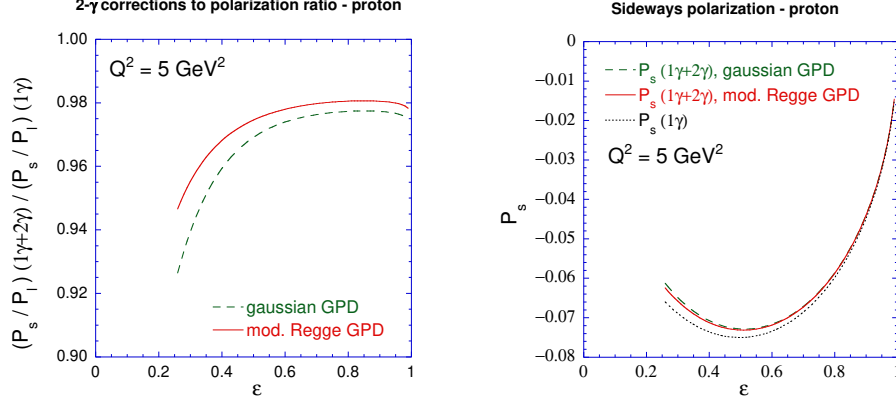 2-γ corrections to polarization ratio - proton
1.00
0.98
0.96
0.94
0.92
0.90
0
0.2
0.4
0.6
0.8
1
ε
(P_s / P_l) (1γ+2γ) / (P_s / P_l) (1γ)
Q² = 5 GeV²
gaussian GPD
mod. Regge GPD
Sideways polarization - proton
0
−0.01
−0.02
−0.03
−0.04
−0.05
−0.06
−0.07
−0.08
0
0.2
0.4
0.6
0.8
1
ε
P_s
P_s (1γ+2γ), gaussian GPD
P_s (1γ+2γ), mod. Regge GPD
P_s (1γ)
Q² = 5 GeV²